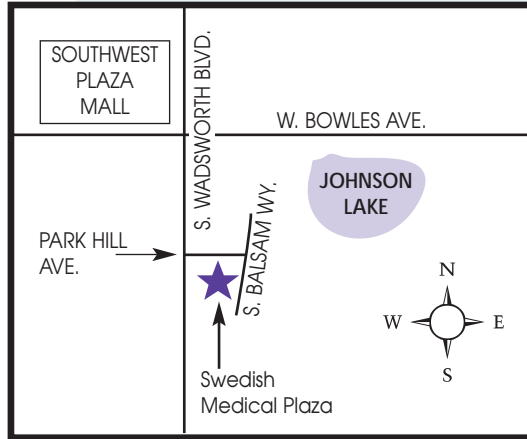 SOUTHWEST
PLAZA
MALL
S. WADSWORTH BLVD.
W. BOWLES AVE.
JOHNSON
LAKE
PARK HILL
AVE.
S. BALSAM WY.
N
W
E
S
Swedish
Medical Plaza